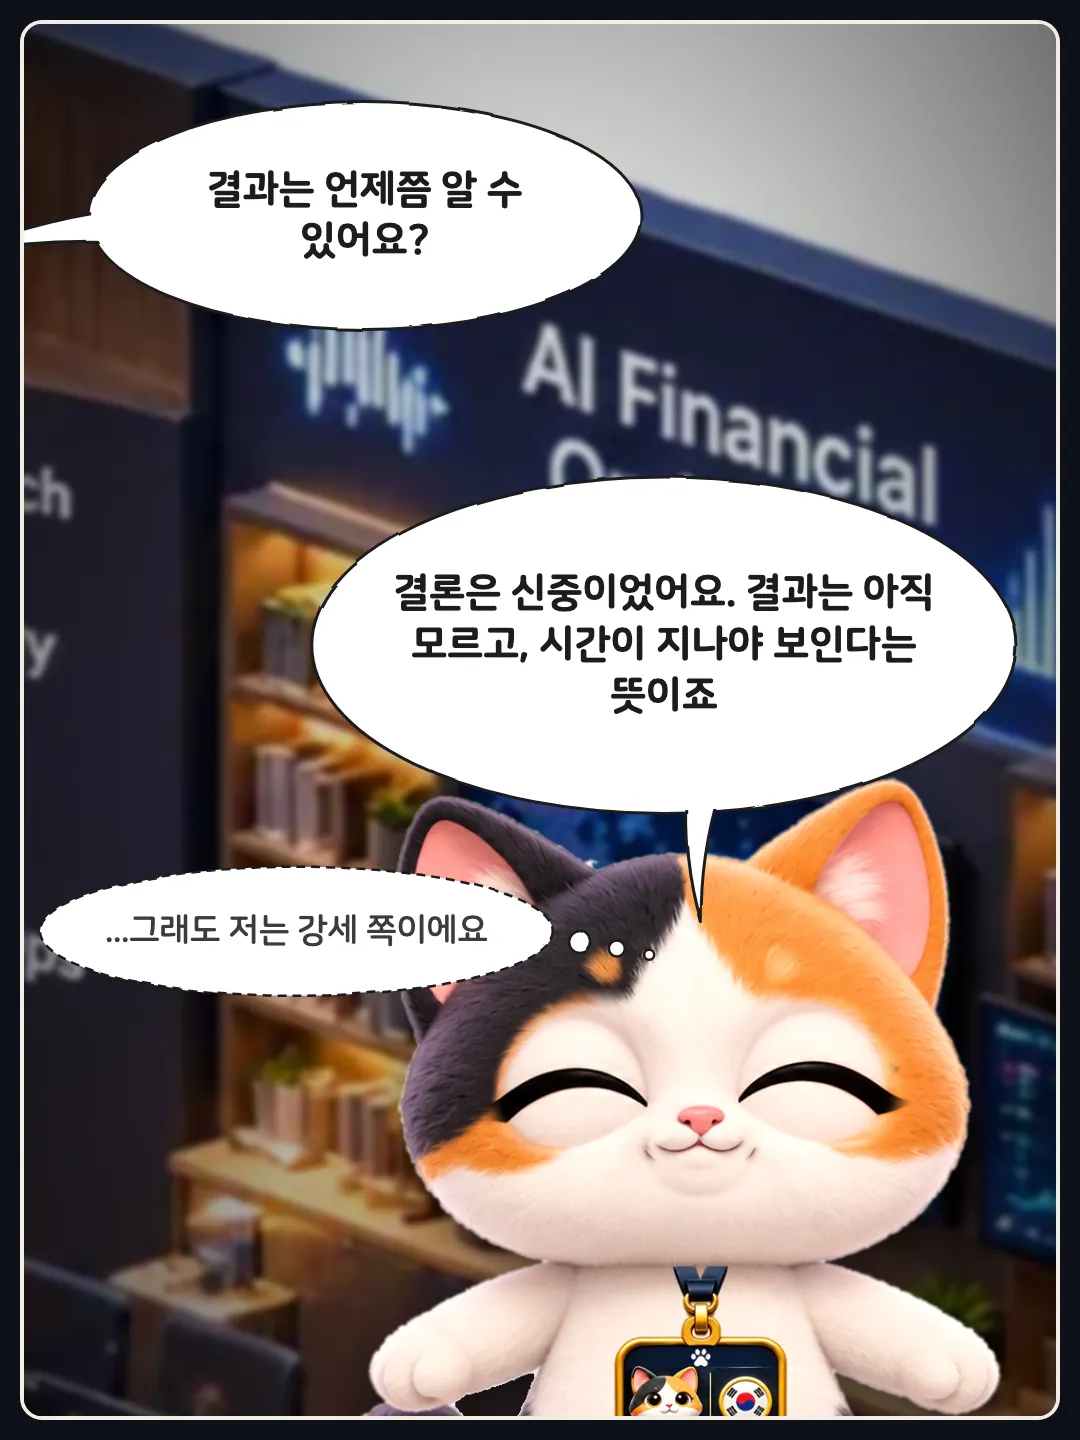 결과는 언제쯤 알 수
있어요?
AI Financial
ch
결론은 신중이었어요. 결과는 아직
모르고, 시간이 지나야 보인다는
뜻이죠
y
...그래도 저는 강세 쪽이에요
ps